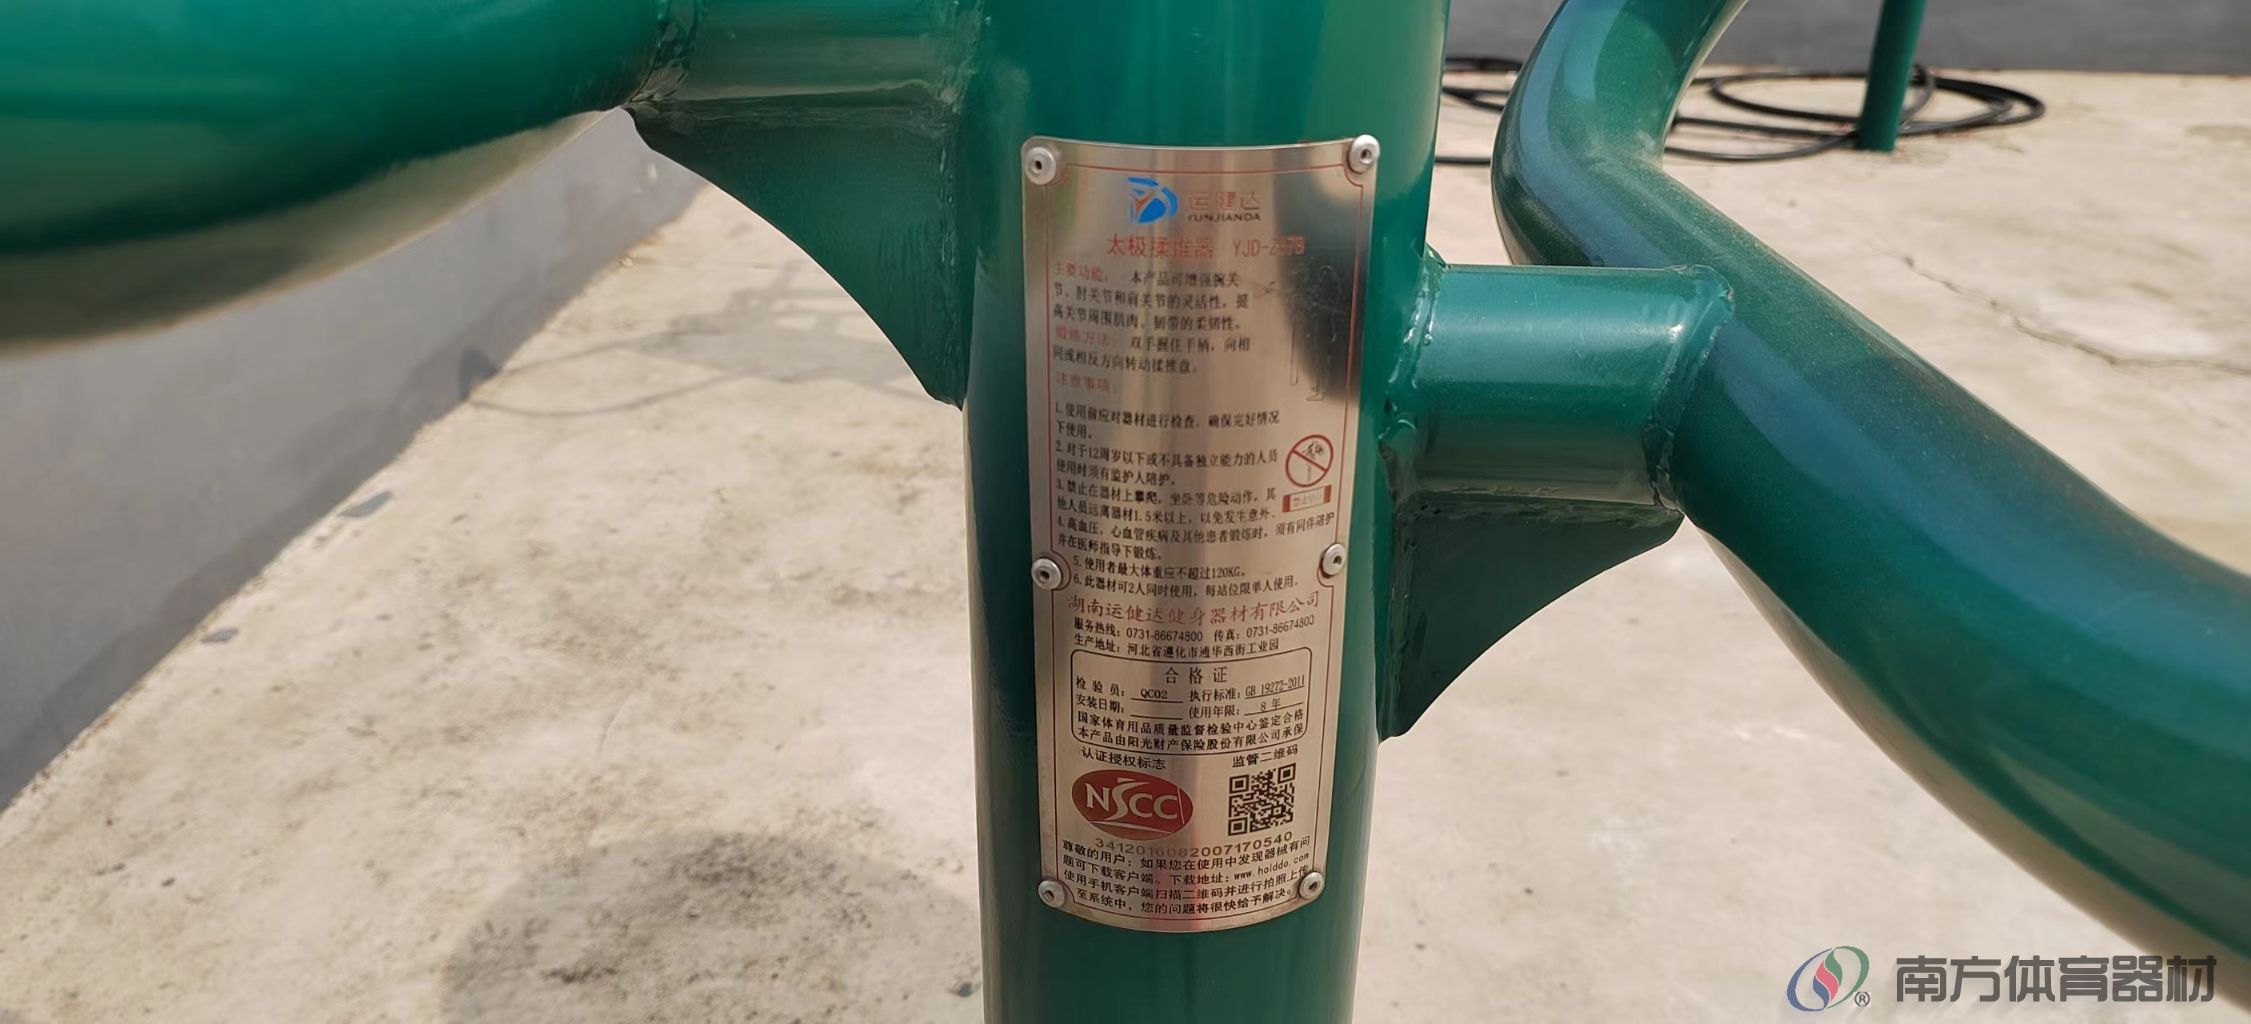 运健达
YUNJIANDA
太极揉推器 YJD-Z-7B
主要功能： 本产品可增强腕关
节、肘关节和肩关节的灵活性，提
高关节周围肌肉、韧带的柔韧性。
锻炼方法： 双手握住手柄，向相
同或相反方向转动揉推盘。
注意事项：
1.使用前应对器材进行检查，确保完好情况
下使用。
2.对于12周岁以下或不具备独立能力的人员
使用时须有监护人陪护。
3.禁止在器材上攀爬，坐卧等危险动作，其
他人员远离器材1.5米以上，以免发生意外。
4.高血压，心血管疾病及其他患者锻炼时，须有同伴陪护
并在医师指导下锻炼。
5.使用者最大体重应不超过120KG。
6.此器材可2人同时使用，每站位限单人使用。
湖南运健达健身器材有限公司
服务热线：0731-86674800 传真：0731-86674800
生产地址：河北省遵化市通华西街工业园
合格证
检验员：QC02 执行标准：GB 19272-2011
安装日期： 使用年限：8年
国家体育用品质量监督检验中心鉴定合格
本产品由阳光财产保险股份有限公司承保
认证授权标志 监管二维码
NSCC
3412016082007170540
尊敬的用户：如果您在使用中发现器械有问
题可下载客户端。下载地址：www.hoiddo.com
使用手机客户端扫描二维码并进行拍照上传
至系统中，您的问题将很快给予解决。
南方体育器材